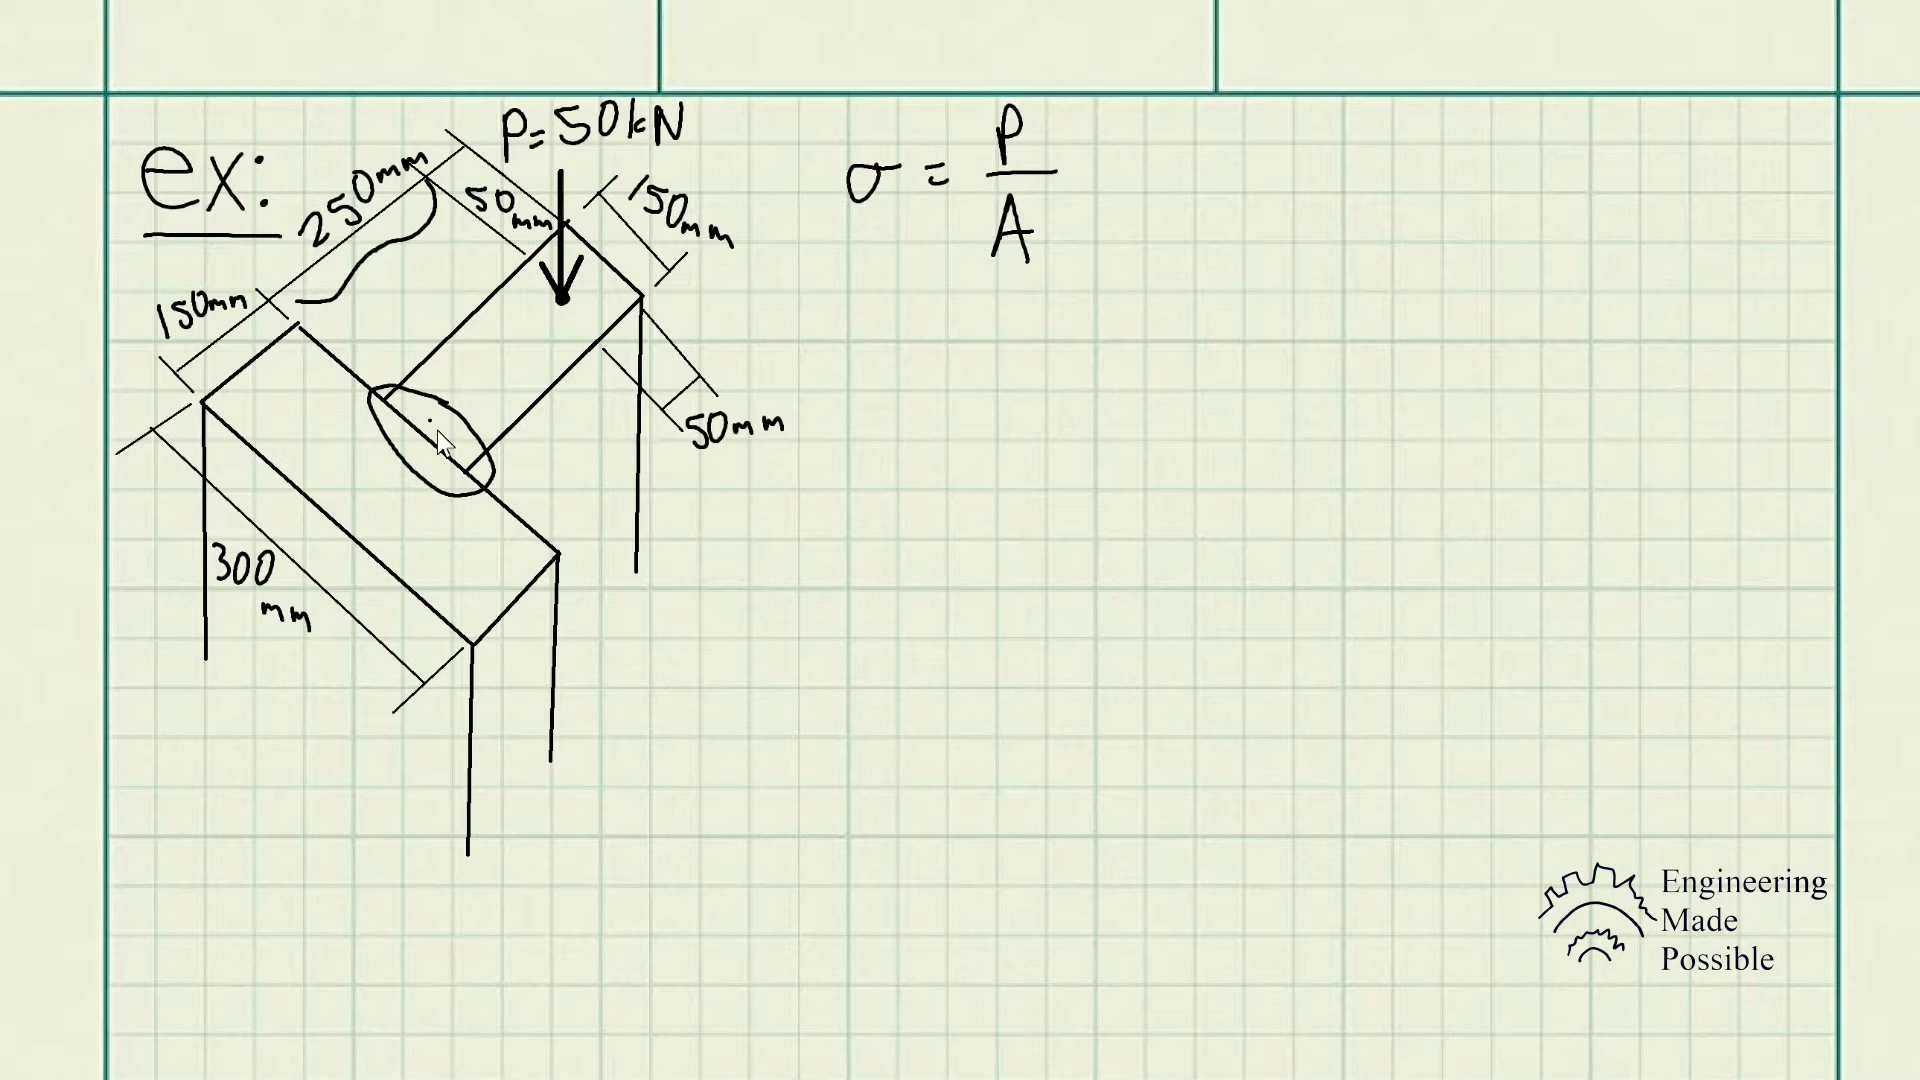 ex:
P = 50kN
250mm
50mm
150mm
150mm
50mm
300
mm
σ = P/A
Engineering
Made
Possible